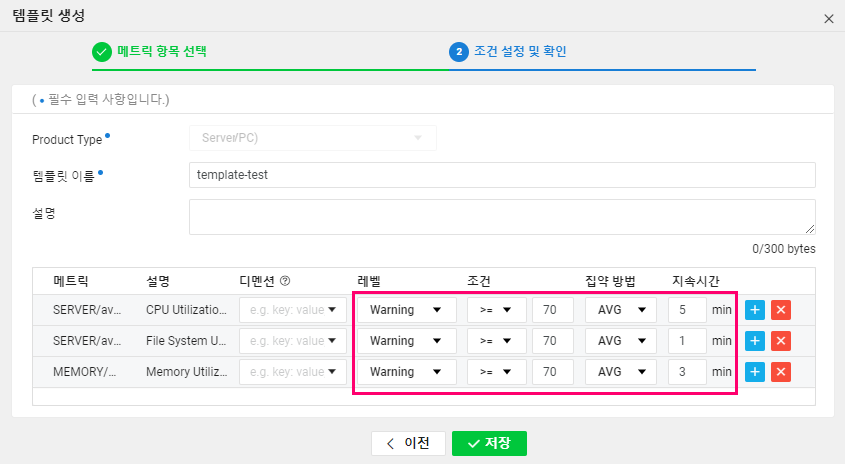 템플릿 생성
메트릭 항목 선택
2 조건 설정 및 확인
( • 필수 입력 사항입니다.)
Product Type
Server(PC)
템플릿 이름
template-test
설명
0/300 bytes
메트릭 설명 디멘션 ? 레벨 조건 집약 방법 지속시간
SERVER/av... CPU Utilizatio... e.g. key: value Warning >= 70 AVG 5 min
SERVER/av... File System U... e.g. key: value Warning >= 70 AVG 1 min
MEMORY/... Memory Utiliz... e.g. key: value Warning >= 70 AVG 3 min
이전 저장